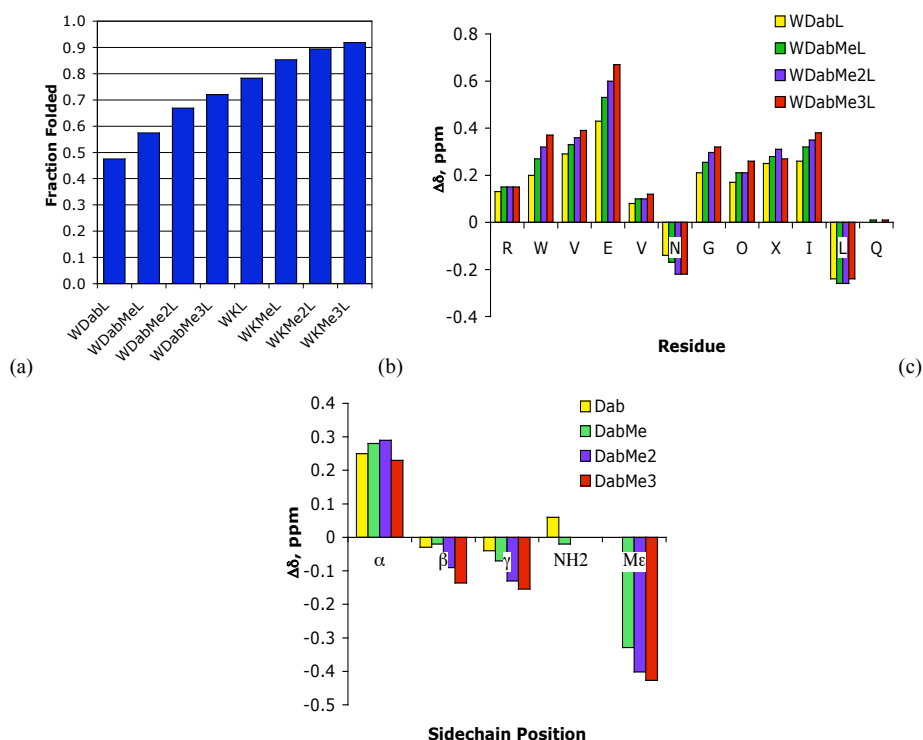 1.0
0.9
0.8
0.7
0.6
0.5
0.4
0.3
0.2
0.1
0.0
Fraction Folded
WDabL
WDabMeL
WDabMe2L
WDabMe3L
WKL
WKMeL
WKMe2L
WKMe3L
(a)
WDabL
WDabMeL
WDabMe2L
WDabMe3L
0.8
0.6
0.4
0.2
0
-0.2
-0.4
Δδ, ppm
R W V E V N G O X I L Q
Residue
(b)
(c)
Dab
DabMe
DabMe2
DabMe3
0.4
0.3
0.2
0.1
0
-0.1
-0.2
-0.3
-0.4
-0.5
Δδ, ppm
α β γ NH2 Mε
Sidechain Position